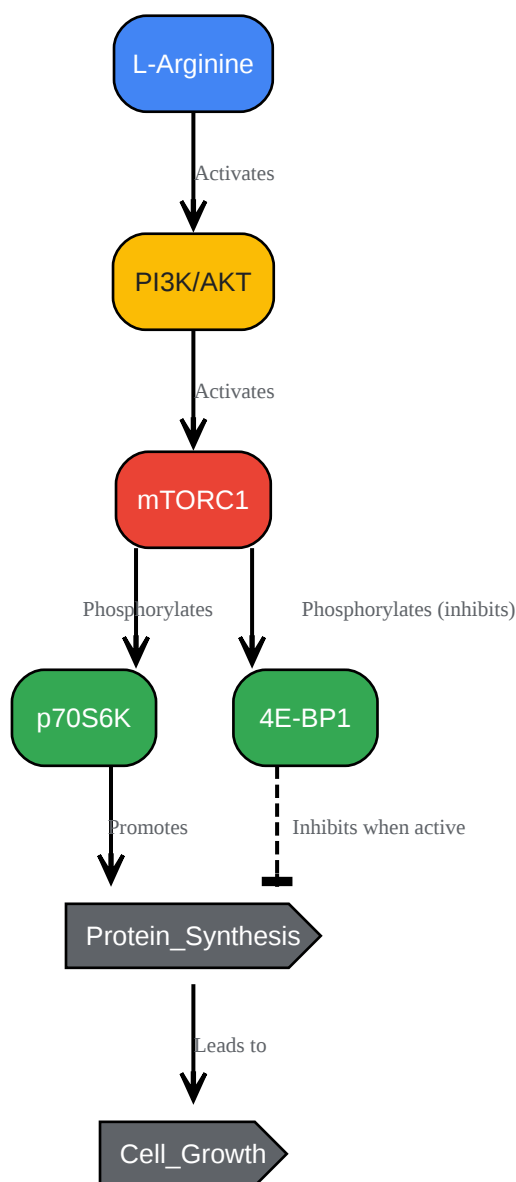 L-Arginine
Activates
PI3K/AKT
Activates
mTORC1
Phosphorylates
Phosphorylates (inhibits)
p70S6K
4E-BP1
Promotes
Inhibits when active
Protein_Synthesis
Leads to
Cell_Growth